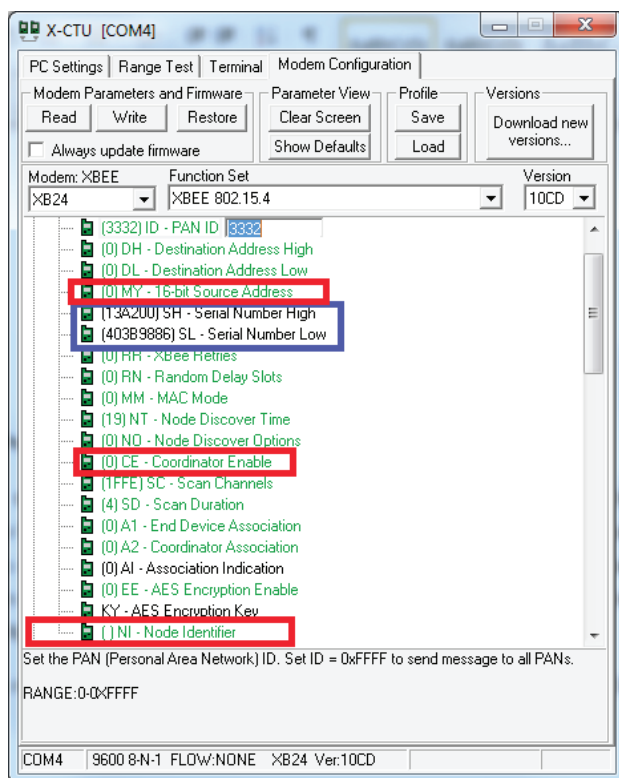 X-CTU [COM4]
PC Settings Range Test Terminal Modem Configuration
Modem Parameters and Firmware Parameter View Profile Versions
Read Write Restore Clear Screen Save Download new versions...
Always update firmware Show Defaults Load
Modem: XBEE Function Set Version
XB24 XBEE 802.15.4 10CD
(3332) ID - PAN ID 3332
(0) DH - Destination Address High
(0) DL - Destination Address Low
(0) MY - 16-bit Source Address
(13A200) SH - Serial Number High
(403B9886) SL - Serial Number Low
(0) RR - XBee Retries
(0) RN - Random Delay Slots
(0) MM - MAC Mode
(19) NT - Node Discover Time
(0) NO - Node Discover Options
(0) CE - Coordinator Enable
(1FFE) SC - Scan Channels
(4) SD - Scan Duration
(0) A1 - End Device Association
(0) A2 - Coordinator Association
(0) AI - Association Indication
(0) EE - AES Encryption Enable
KY - AES Encryption Key
( ) NI - Node Identifier
Set the PAN (Personal Area Network) ID. Set ID = 0xFFFF to send message to all PANs.
RANGE:0-0XFFFF
COM4 9600 8-N-1 FLOW:NONE XB24 Ver:10CD